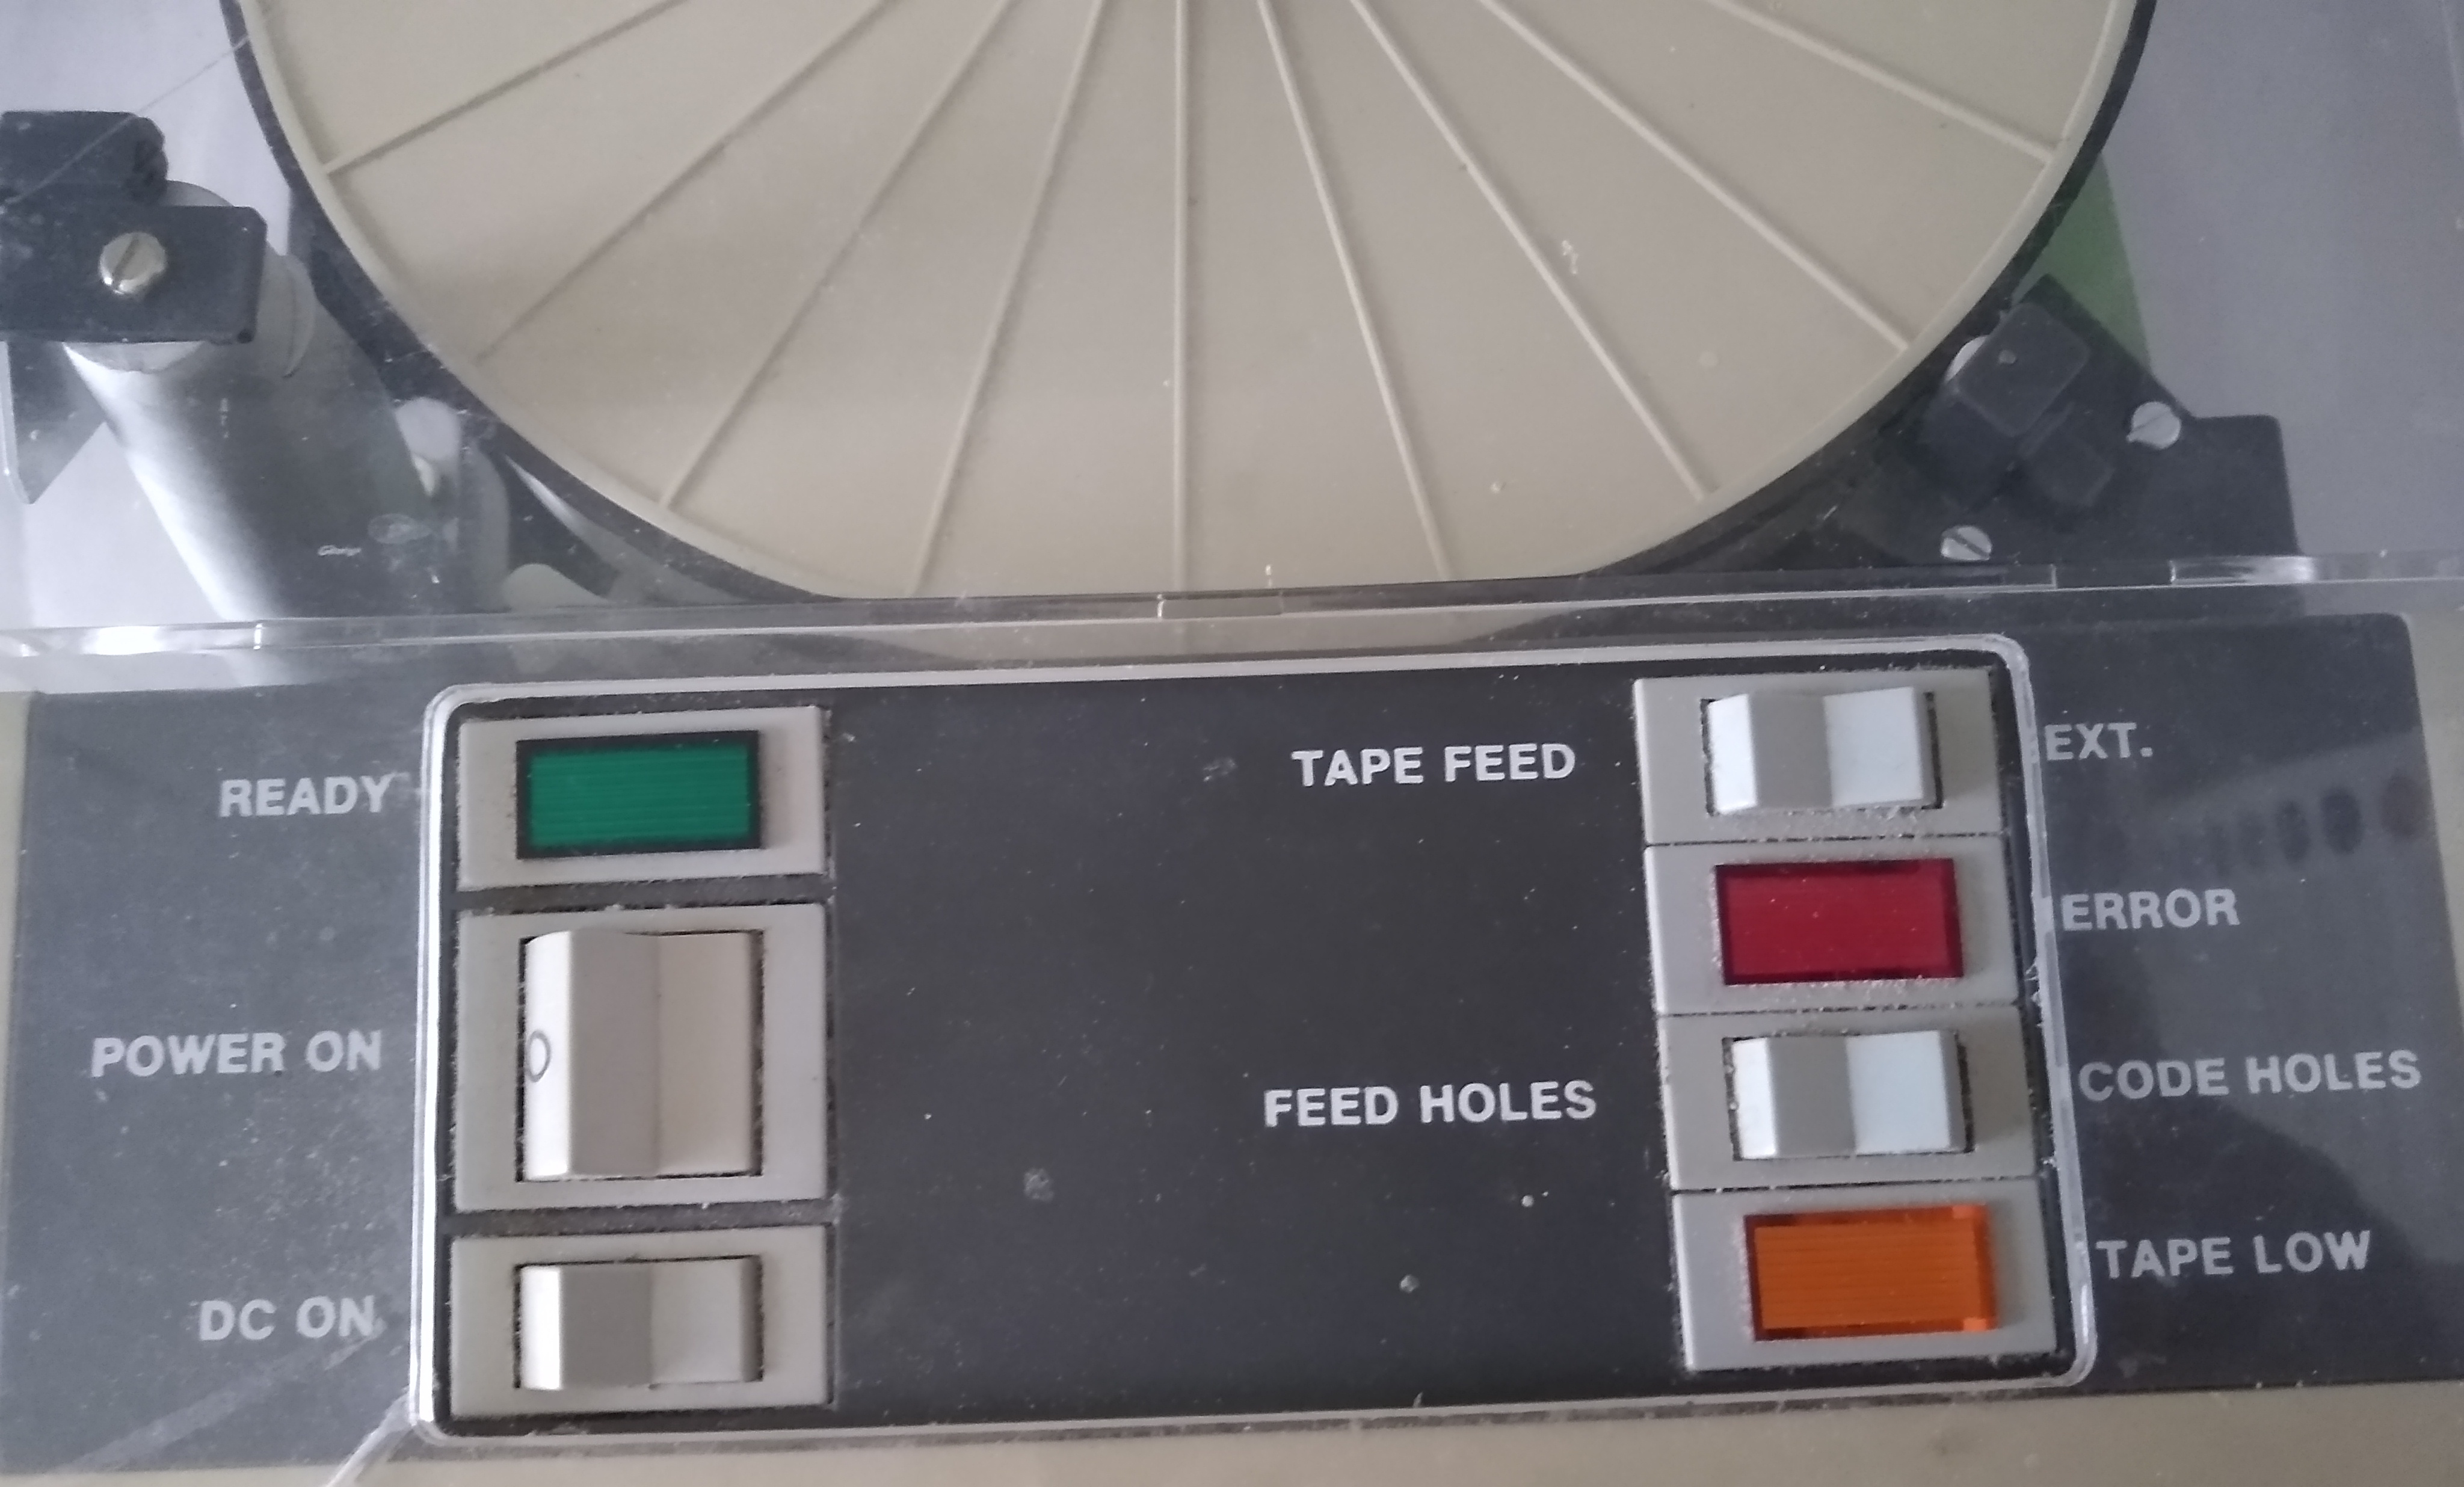 READY
TAPE FEED
EXT.
ERROR
POWER ON
O
FEED HOLES
CODE HOLES
DC ON
TAPE LOW